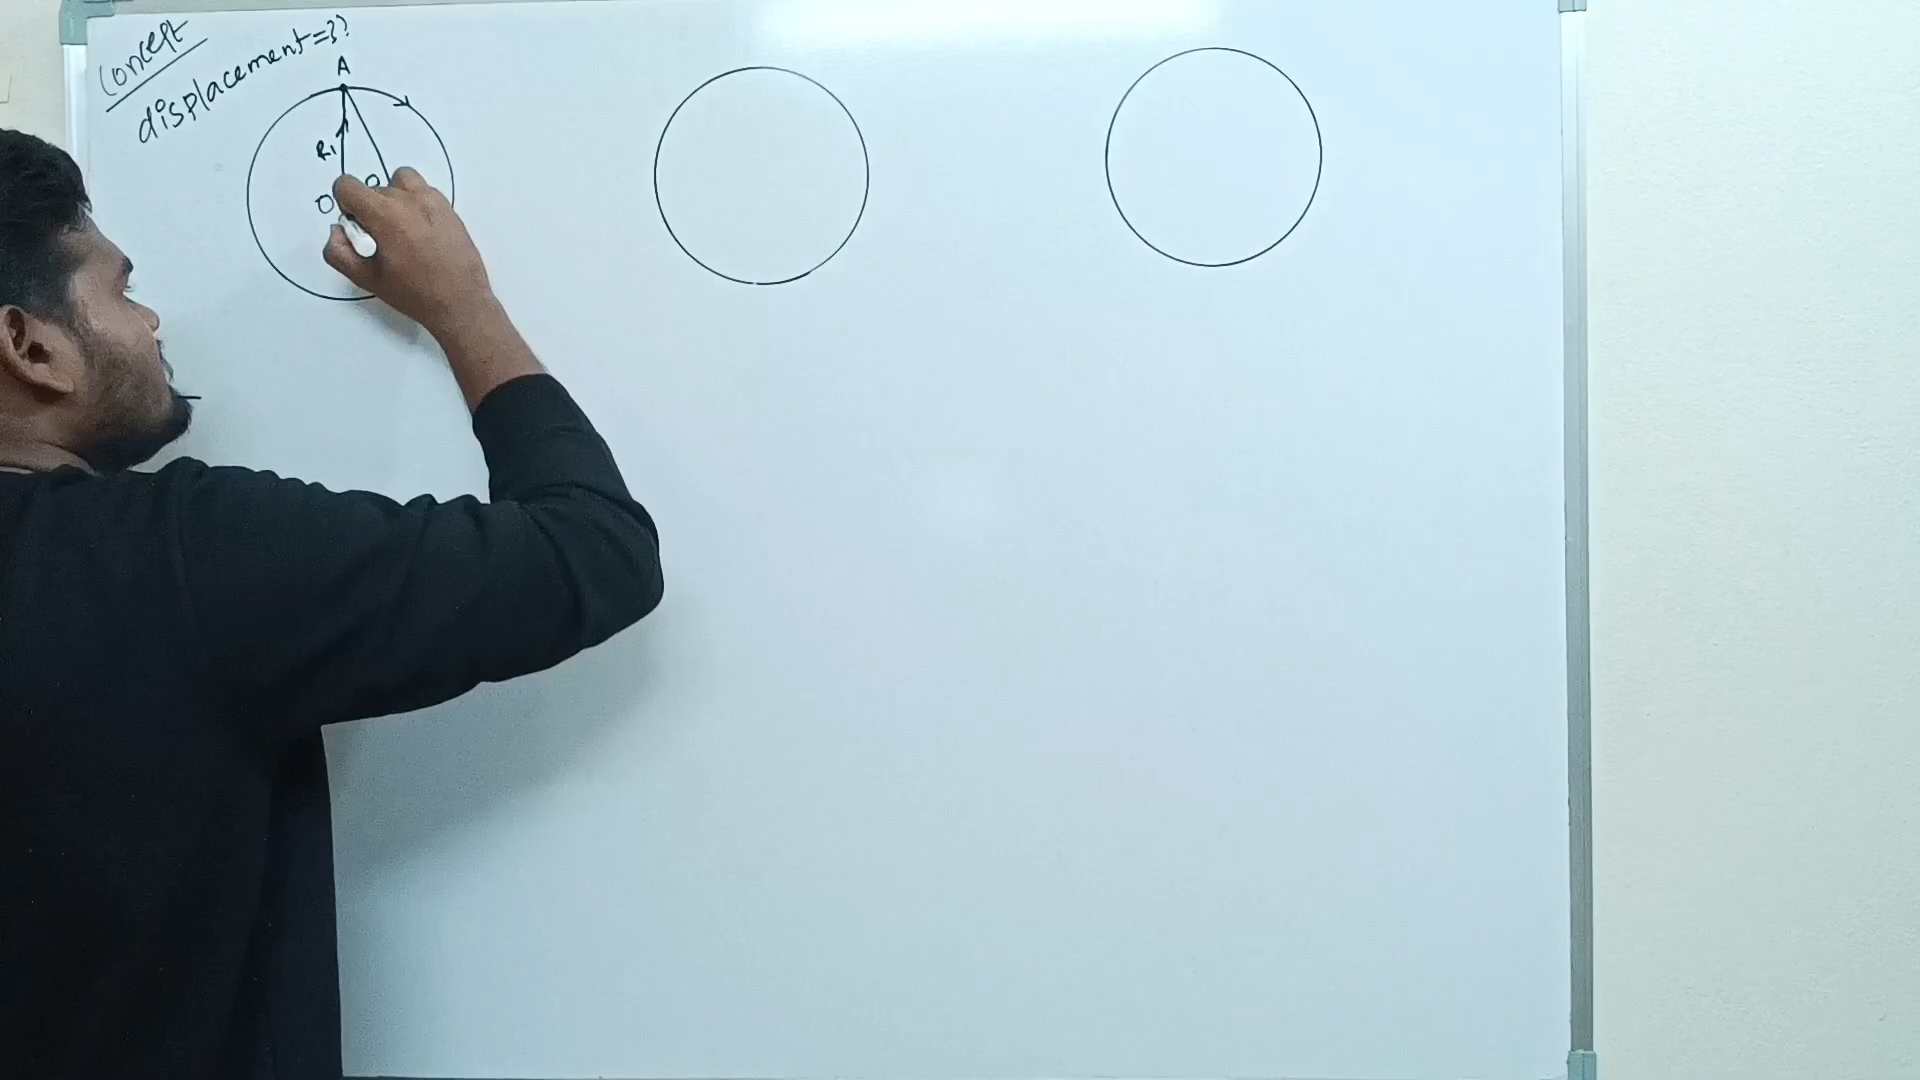 Concept
displacement=??
A
R1
O